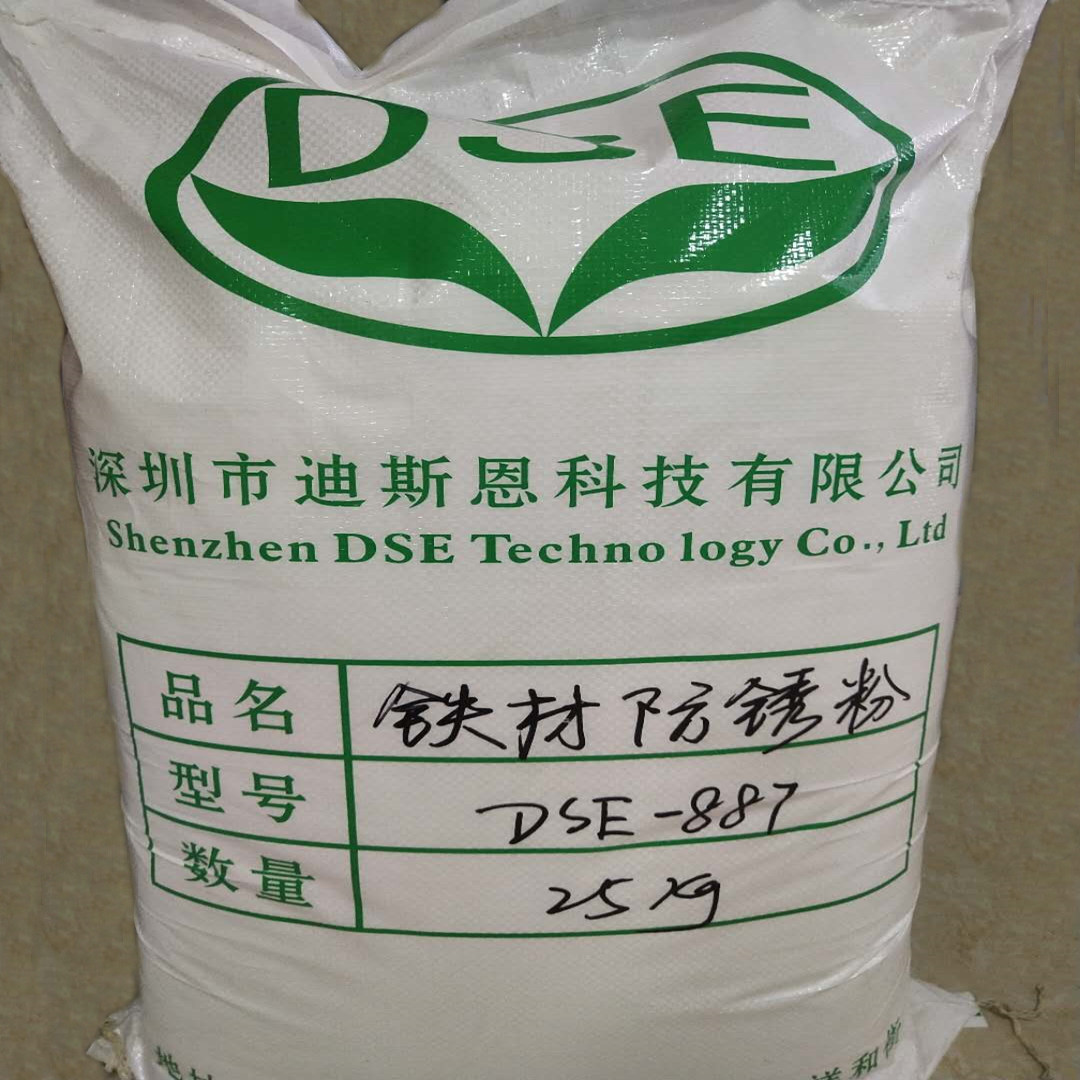 DSE
深圳市迪斯恩科技有限公司
Shenzhen DSE Techno logy Co., Ltd
品名 铁材防锈粉
型号 DSE-887
数量 25kg